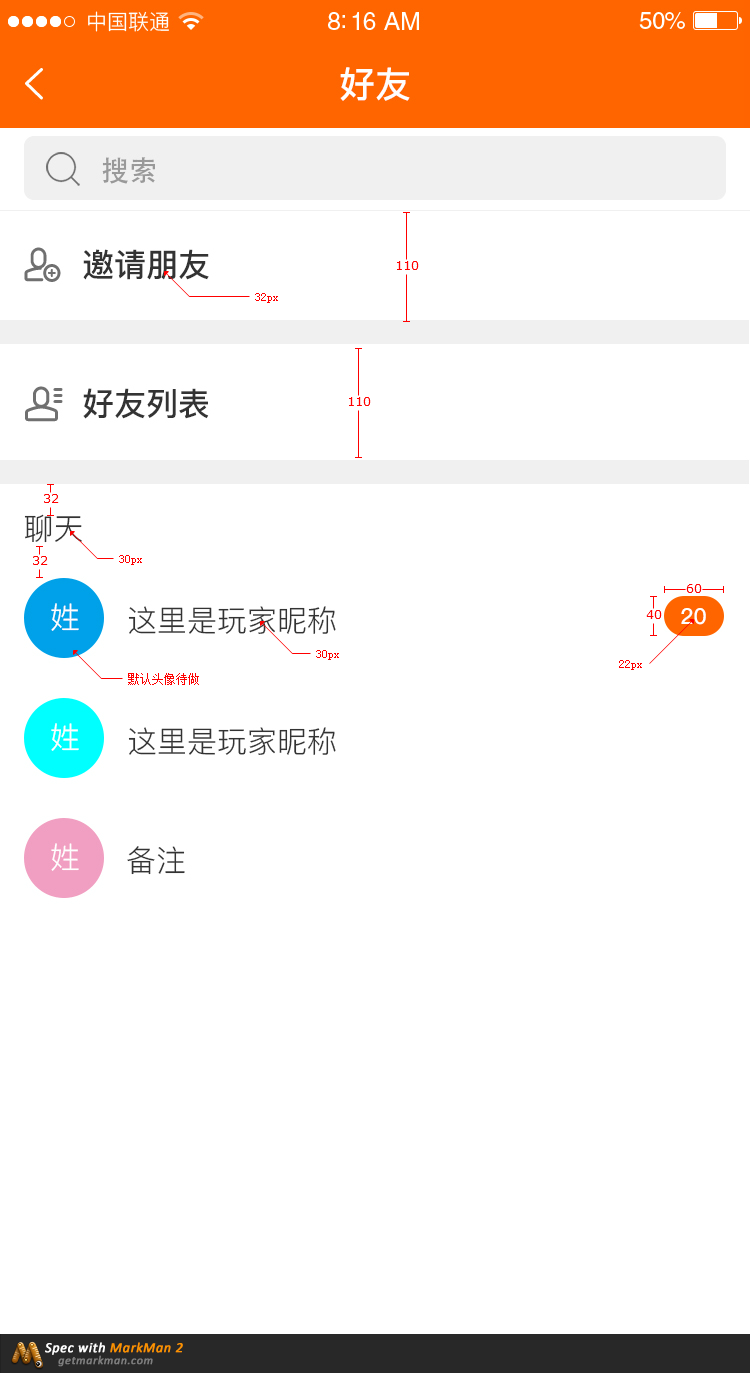 中国联通 8:16 AM 50%
好友
搜索
110
邀请朋友
32px
110
好友列表
32
聊天
30px
32
60
姓 这里是玩家昵称 40 20
30px
22px
默认头像待做
姓 这里是玩家昵称
姓 备注
Spec with MarkMan 2
getmarkman.com